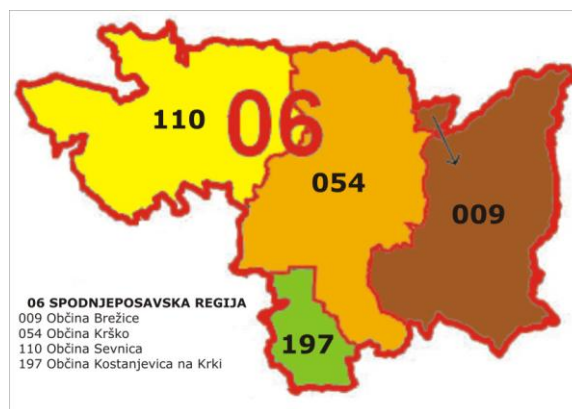 110
06
054
009
197
06 SPODNJEPOSAVSKA REGIJA
009 Občina Brežice
054 Občina Krško
110 Občina Sevnica
197 Občina Kostanjevica na Krki